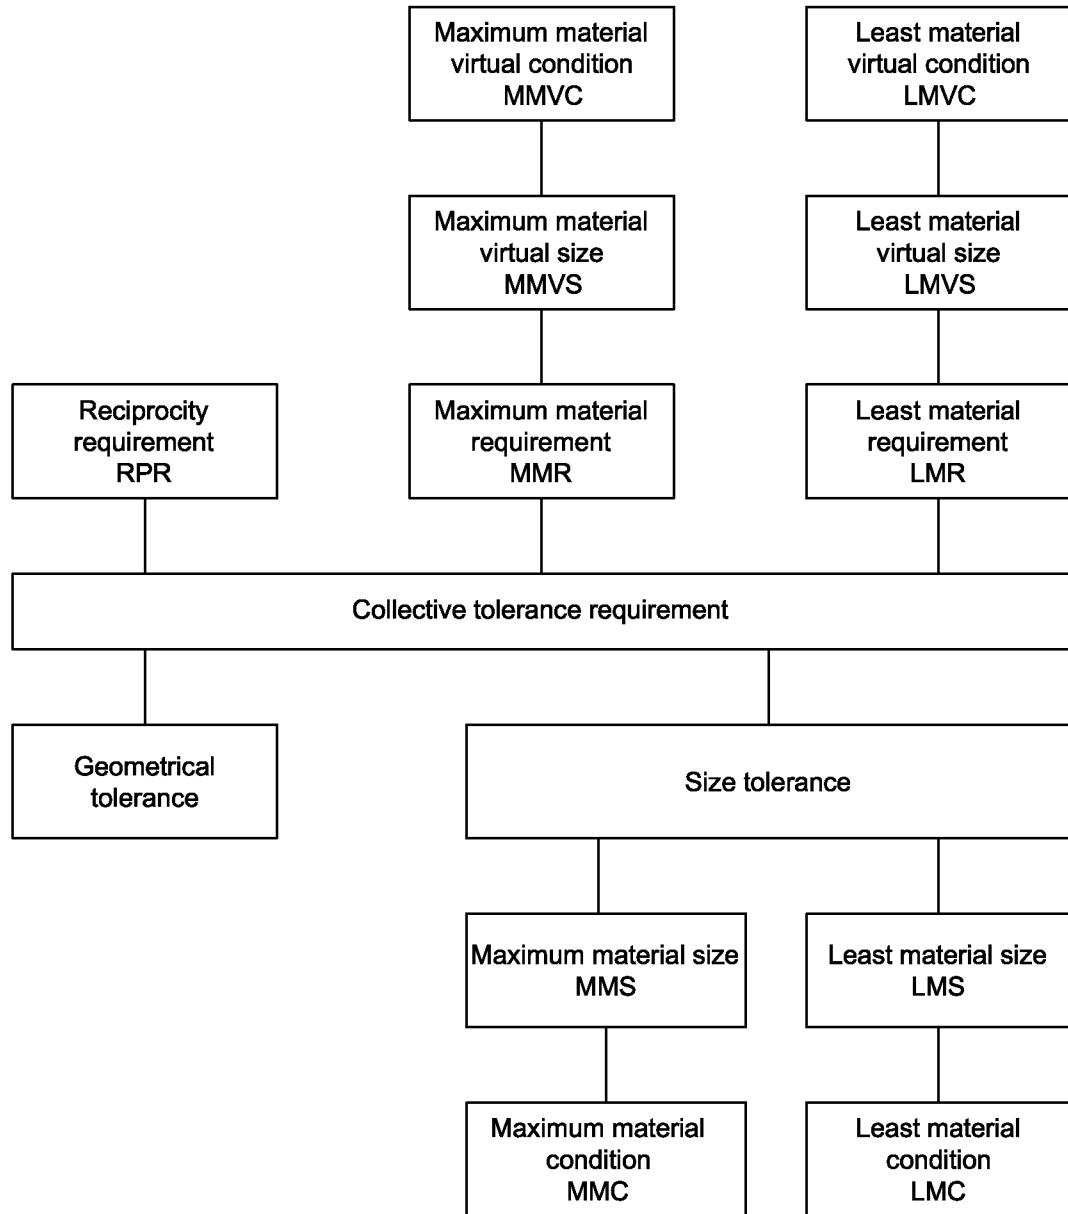 Maximum material
virtual condition
MMVC
Least material
virtual condition
LMVC
Maximum material
virtual size
MMVS
Least material
virtual size
LMVS
Reciprocity
requirement
RPR
Maximum material
requirement
MMR
Least material
requirement
LMR
Collective tolerance requirement
Geometrical
tolerance
Size tolerance
Maximum material size
MMS
Least material size
LMS
Maximum material
condition
MMC
Least material
condition
LMC